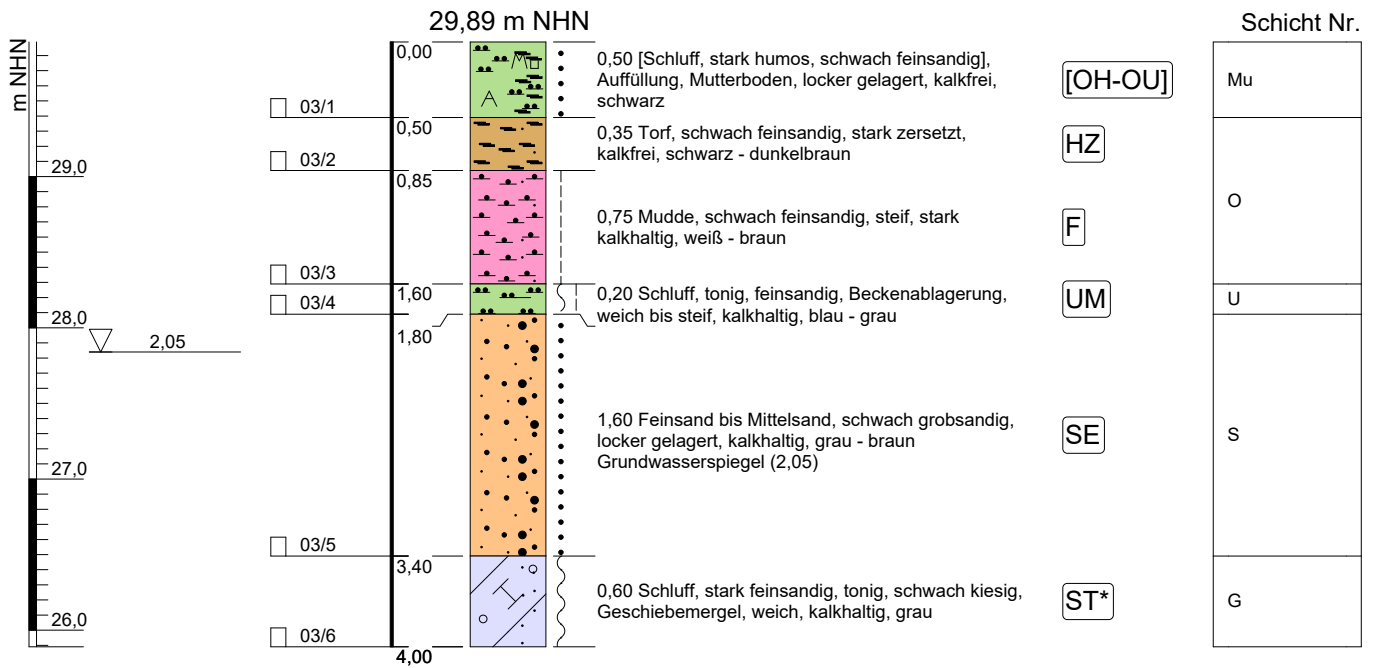 29,89 m NHN
Schicht Nr.
m NHN
0,00
0,50 [Schluff, stark humos, schwach feinsandig],
Auffüllung, Mutterboden, locker gelagert, kalkfrei,
schwarz
[OH-OU]
Mu
03/1
0,50
0,35 Torf, schwach feinsandig, stark zersetzt,
kalkfrei, schwarz - dunkelbraun
HZ
03/2
29,0
0,85
O
0,75 Mudde, schwach feinsandig, steif, stark
kalkhaltig, weiß - braun
F
03/3
1,60
0,20 Schluff, tonig, feinsandig, Beckenablagerung,
weich bis steif, kalkhaltig, blau - grau
UM
U
03/4
28,0
1,80
2,05
1,60 Feinsand bis Mittelsand, schwach grobsandig,
locker gelagert, kalkhaltig, grau - braun
Grundwasserspiegel (2,05)
SE
S
27,0
03/5
3,40
0,60 Schluff, stark feinsandig, tonig, schwach kiesig,
Geschiebemergel, weich, kalkhaltig, grau
ST*
G
26,0
03/6
4,00